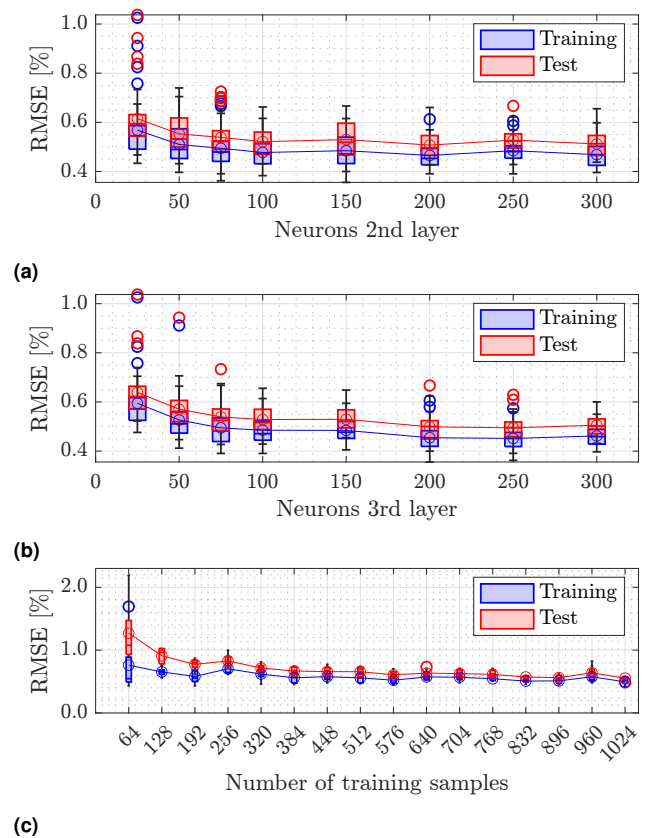 1.0
0.8
0.6
0.4
RMSE [%]
Training
Test
0 50 100 150 200 250 300
Neurons 2nd layer
(a)
1.0
0.8
0.6
0.4
RMSE [%]
Training
Test
0 50 100 150 200 250 300
Neurons 3rd layer
(b)
2.0
1.0
0.0
RMSE [%]
Training
Test
64 128 192 256 320 384 448 512 576 640 704 768 832 896 960 1024
Number of training samples
(c)